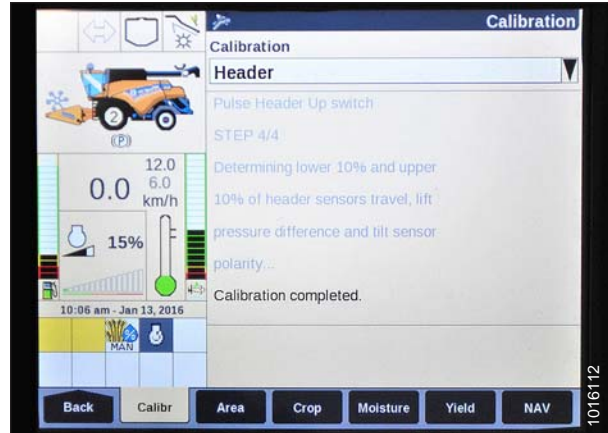 Calibration
Calibration
Header
Pulse Header Up switch
STEP 4/4
Determining lower 10% and upper
10% of header sensors travel, lift
pressure difference and tilt sensor
polarity...
Calibration completed.
2
(P)
12.0
6.0
0.0
km/h
15%
10:06 am - Jan 13, 2016
MAN
%
Back
Calibr
Area
Crop
Moisture
Yield
NAV
1016112